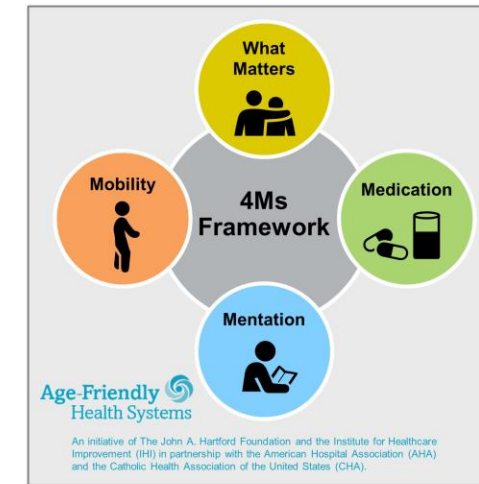 What
Matters
Mobility
4Ms
Framework
Medication
Mentation
Age-Friendly
Health Systems
An initiative of The John A. Hartford Foundation and the Institute for Healthcare
Improvement (IHI) in partnership with the American Hospital Association (AHA)
and the Catholic Health Association of the United States (CHA).